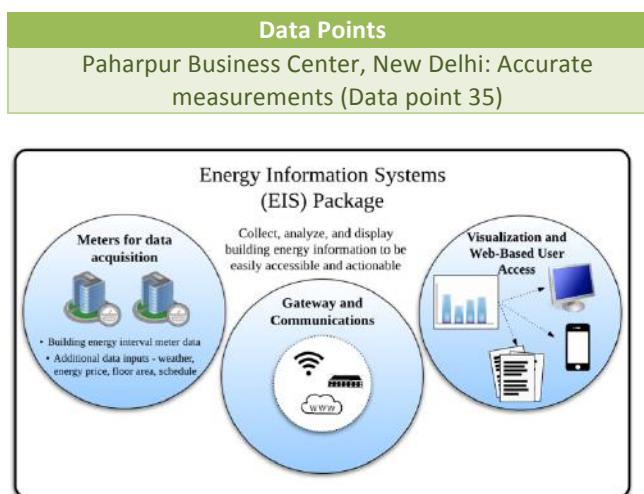 Data Points
Paharpur Business Center, New Delhi: Accurate
measurements (Data point 35)
Energy Information Systems
(EIS) Package
Collect, analyze, and display
building energy information to be
easily accessible and actionable
Meters for data
acquisition
• Building energy interval meter data
• Additional data inputs - weather,
energy price, floor area, schedule
Gateway and
Communications
www
Visualization and
Web-Based User
Access